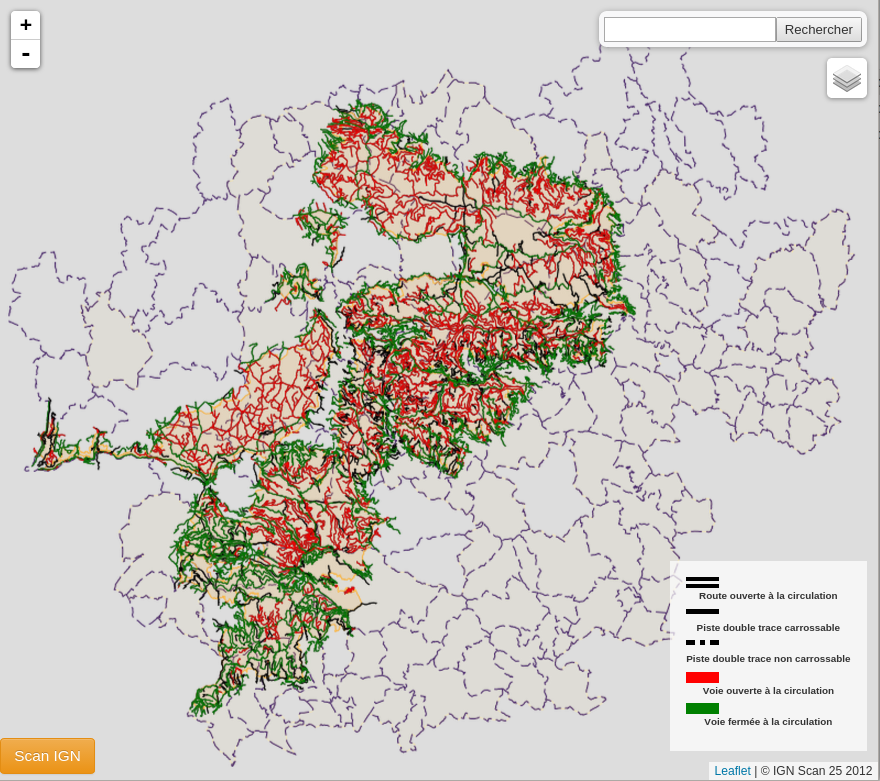 +
Rechercher
-
Route ouverte à la circulation
Piste double trace carrossable
Piste double trace non carrossable
Voie ouverte à la circulation
Voie fermée à la circulation
Scan IGN
Leaflet | © IGN Scan 25 2012